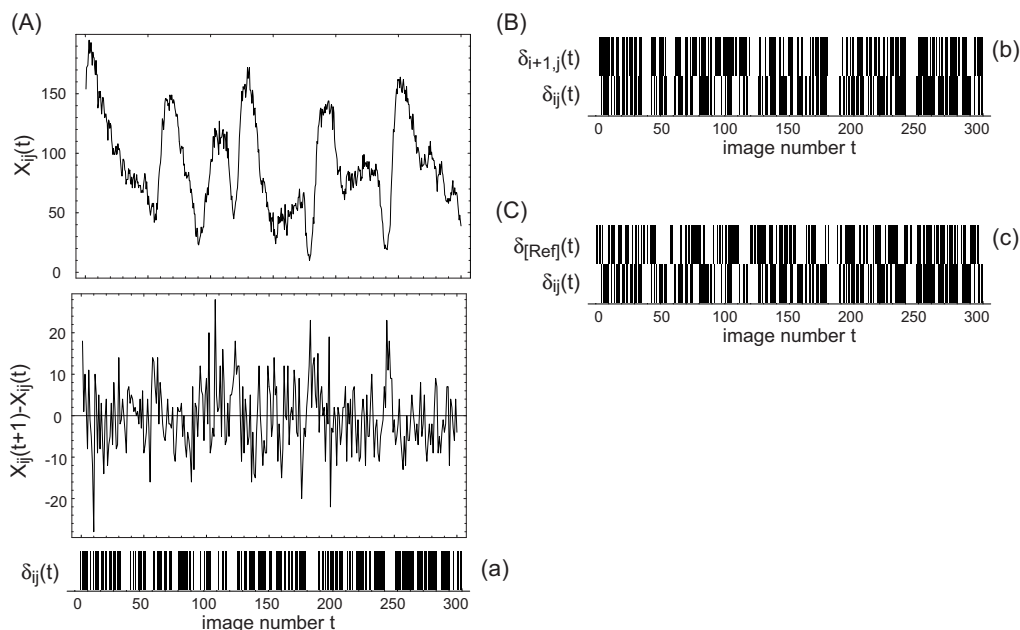 (A)
150
100
50
0
X_ij(t)
20
10
0
-10
-20
X_ij(t+1)-X_ij(t)
δ_ij(t)
(a)
0 50 100 150 200 250 300
image number t
(B)
δ_i+1,j(t)
(b)
δ_ij(t)
0 50 100 150 200 250 300
image number t
(C)
δ_[Ref](t)
(c)
δ_ij(t)
0 50 100 150 200 250 300
image number t